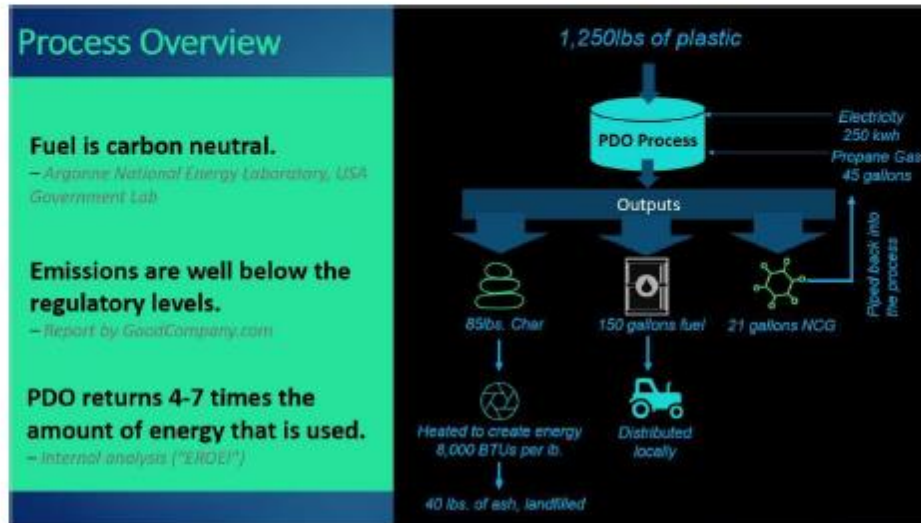 Process Overview
Fuel is carbon neutral.
– Argonne National Energy Laboratory, USA
Government Lab
Emissions are well below the
regulatory levels.
– Report by GoodCompany.com
PDO returns 4-7 times the
amount of energy that is used.
– Internal analysis ("EROEI")
1,250lbs of plastic
PDO Process
Electricity
250 kwh
Propane Gas
45 gallons
Outputs
Piped back into
the process
85lbs. Char
150 gallons fuel
21 gallons NCG
Heated to create energy
8,000 BTUs per lb.
Distributed
locally
40 lbs. of ash, landfilled